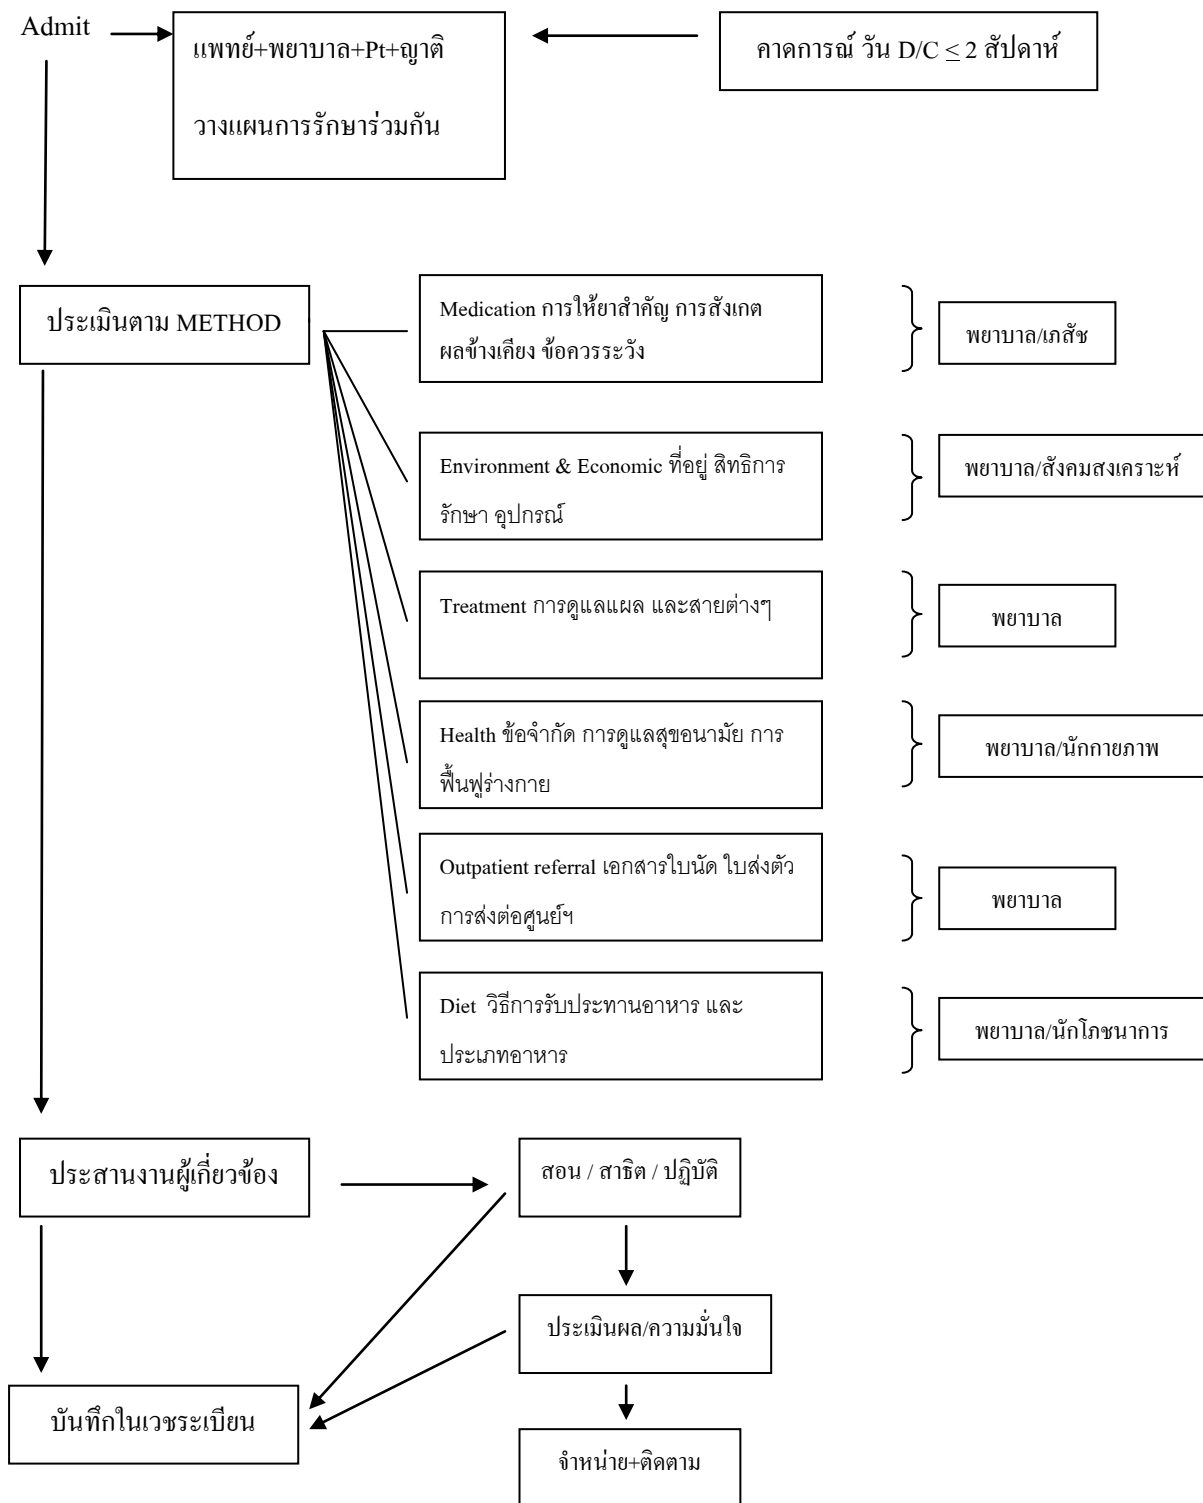 Admit
แพทย์+พยาบาล+Pt+ญาติ
วางแผนการรักษาร่วมกัน
คาดการณ์ วัน D/C ≤ 2 สัปดาห์
ประเมินตาม METHOD
Medication การให้ยาสำคัญ การสังเกต
ผลข้างเคียง ข้อควรระวัง
พยาบาล/เภสัช
Environment & Economic ที่อยู่ สิทธิการ
รักษา อุปกรณ์
พยาบาล/สังคมสงเคราะห์
Treatment การดูแลแผล และสายต่างๆ
พยาบาล
Health ข้อจำกัด การดูแลสุขอนามัย การ
ฟื้นฟูร่างกาย
พยาบาล/นักกายภาพ
Outpatient referral เอกสารใบนัด ใบส่งตัว
การส่งต่อศูนย์ฯ
พยาบาล
Diet วิธีการรับประทานอาหาร และ
ประเภทอาหาร
พยาบาล/นักโภชนาการ
ประสานงานผู้เกี่ยวข้อง
สอน / สาธิต / ปฏิบัติ
ประเมินผล/ความมั่นใจ
บันทึกในเวชระเบียน
จำหน่าย+ติดตาม